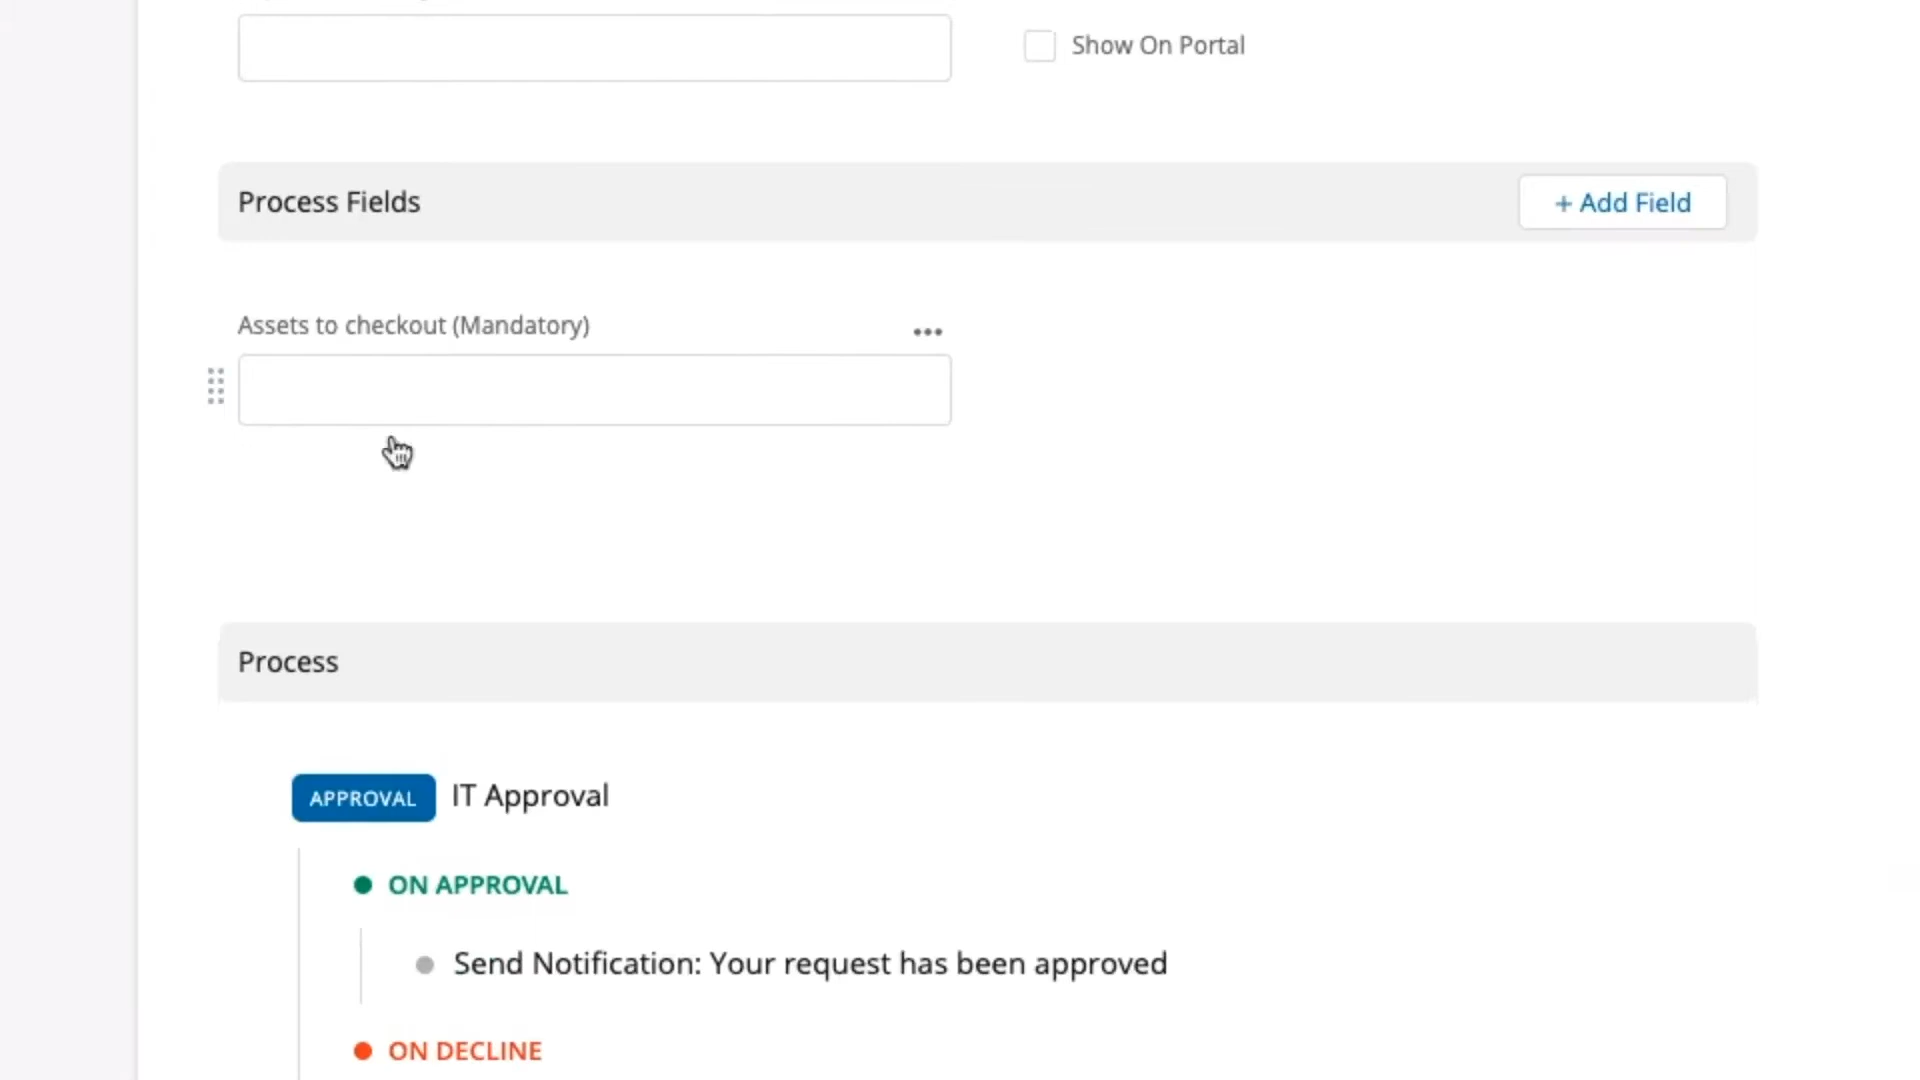 Show On Portal
Process Fields
+ Add Field
Assets to checkout (Mandatory)
Process
APPROVAL IT Approval
ON APPROVAL
Send Notification: Your request has been approved
ON DECLINE